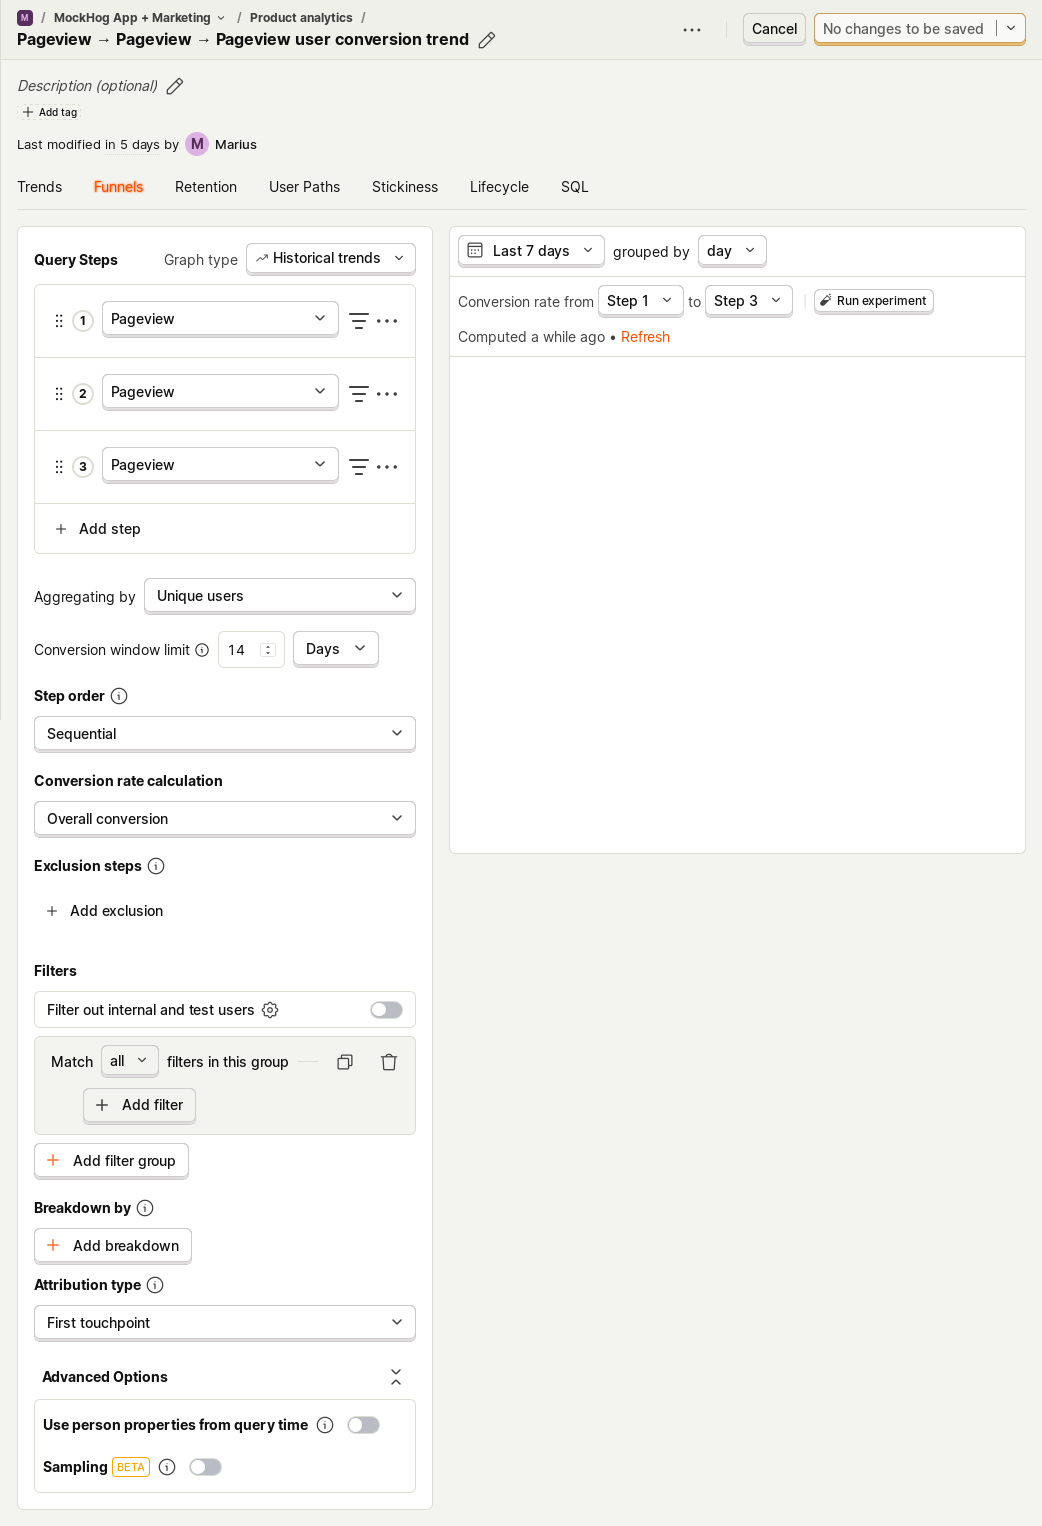 M / MockHog App + Marketing / Product analytics /
Pageview → Pageview → Pageview user conversion trend
Cancel
No changes to be saved
Description (optional)
Add tag
Last modified in 5 days by M Marius
Trends Funnels Retention User Paths Stickiness Lifecycle SQL
Query Steps Graph type Historical trends
1 Pageview
2 Pageview
3 Pageview
Add step
Aggregating by Unique users
Conversion window limit 14 Days
Step order
Sequential
Conversion rate calculation
Overall conversion
Exclusion steps
Add exclusion
Filters
Filter out internal and test users
Match all filters in this group
Add filter
Add filter group
Breakdown by
Add breakdown
Attribution type
First touchpoint
Advanced Options
Use person properties from query time
Sampling BETA
Last 7 days grouped by day
Conversion rate from Step 1 to Step 3 Run experiment
Computed a while ago • Refresh